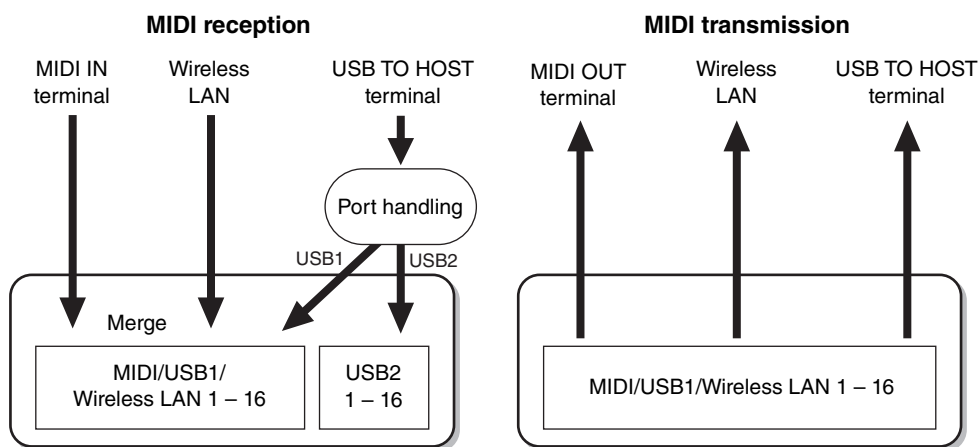 MIDI reception
MIDI IN
terminal
Wireless
LAN
USB TO HOST
terminal
Port handling
USB1
USB2
Merge
MIDI/USB1/
Wireless LAN 1 – 16
USB2
1 – 16
MIDI transmission
MIDI OUT
terminal
Wireless
LAN
USB TO HOST
terminal
MIDI/USB1/Wireless LAN 1 – 16